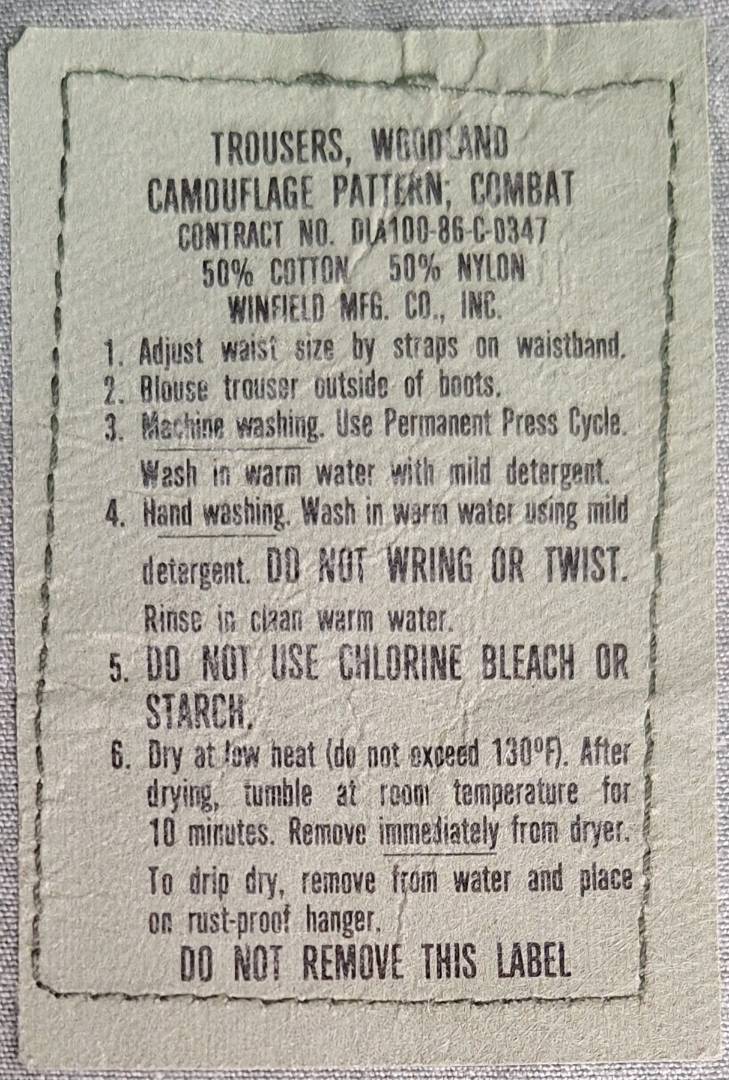 TROUSERS, WOODLAND
CAMOUFLAGE PATTERN; COMBAT
CONTRACT NO. DLA100-86-C-0347
50% COTTON 50% NYLON
WINFIELD MFG. CO., INC.
1. Adjust waist size by straps on waistband.
2. Blouse trouser outside of boots.
3. Machine washing. Use Permanent Press Cycle.
Wash in warm water with mild detergent.
4. Hand washing. Wash in warm water using mild
detergent. DO NOT WRING OR TWIST.
Rinse in clean warm water.
5. DO NOT USE CHLORINE BLEACH OR
STARCH.
6. Dry at low heat (do not exceed 130ºF). After
drying, tumble at room temperature for
10 minutes. Remove immediately from dryer.
To drip dry, remove from water and place
on rust-proof hanger.
DO NOT REMOVE THIS LABEL